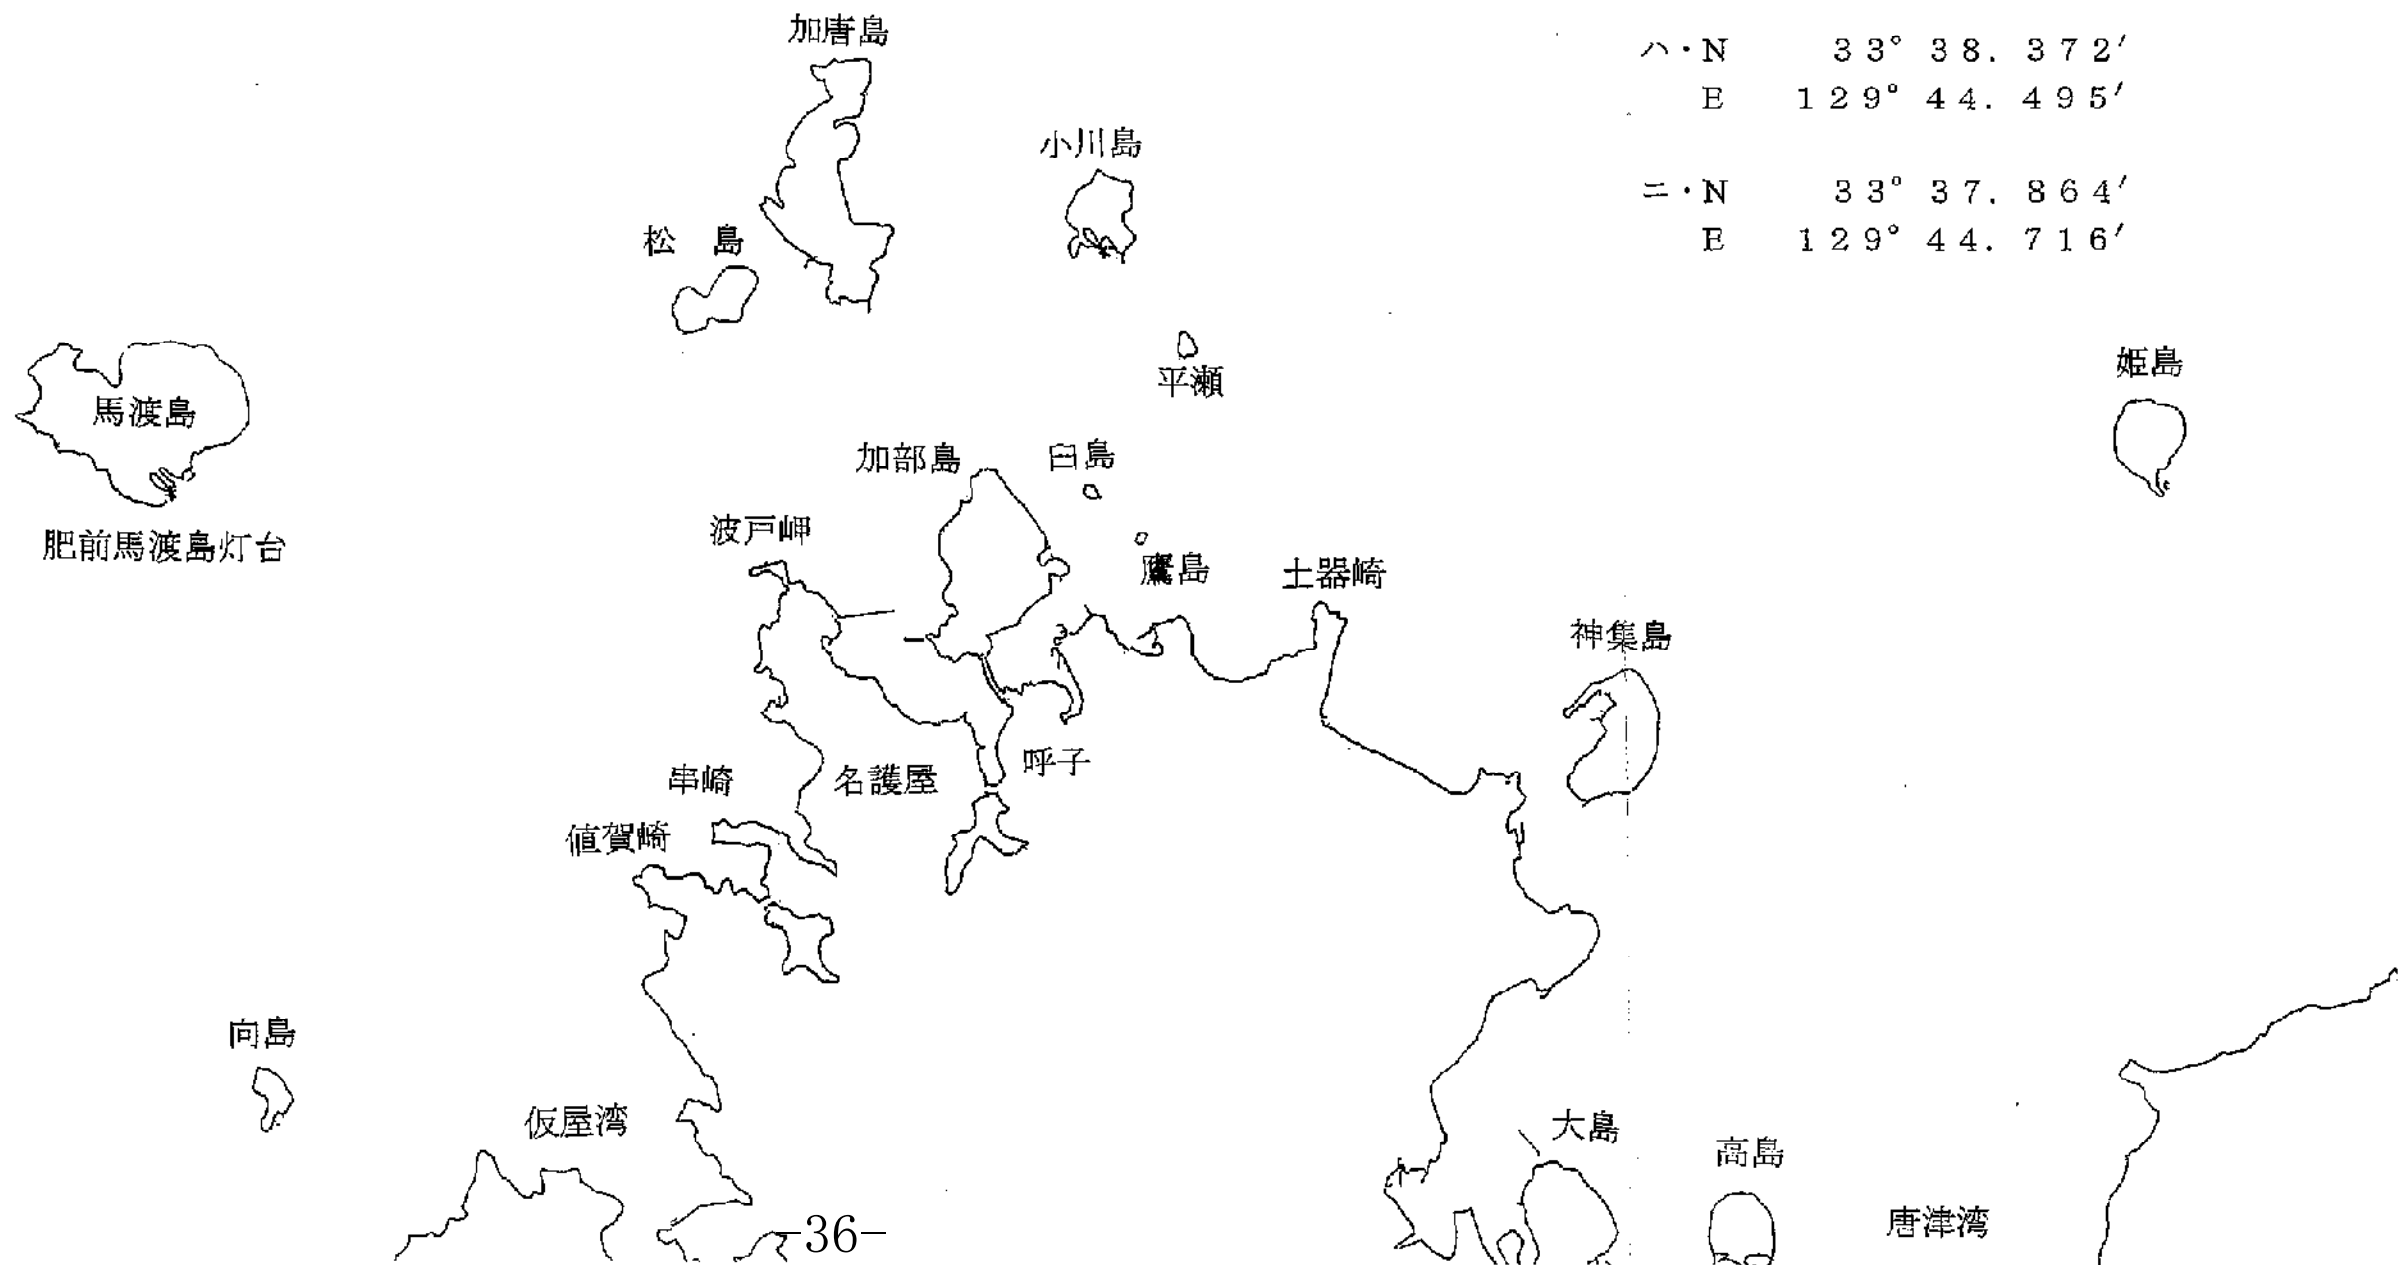 加唐島
ハ・N 33° 38. 372′
E 129° 44. 495′
小川島
ニ・N 33° 37. 864′
E 129° 44. 716′
松 島
平瀬
姫島
馬渡島
加部島
臼島
波戸岬
肥前馬渡島灯台
鷹島
土器崎
神集島
呼子
串崎
名護屋
値賀崎
向島
仮屋湾
大島
高島
唐津湾
-36-